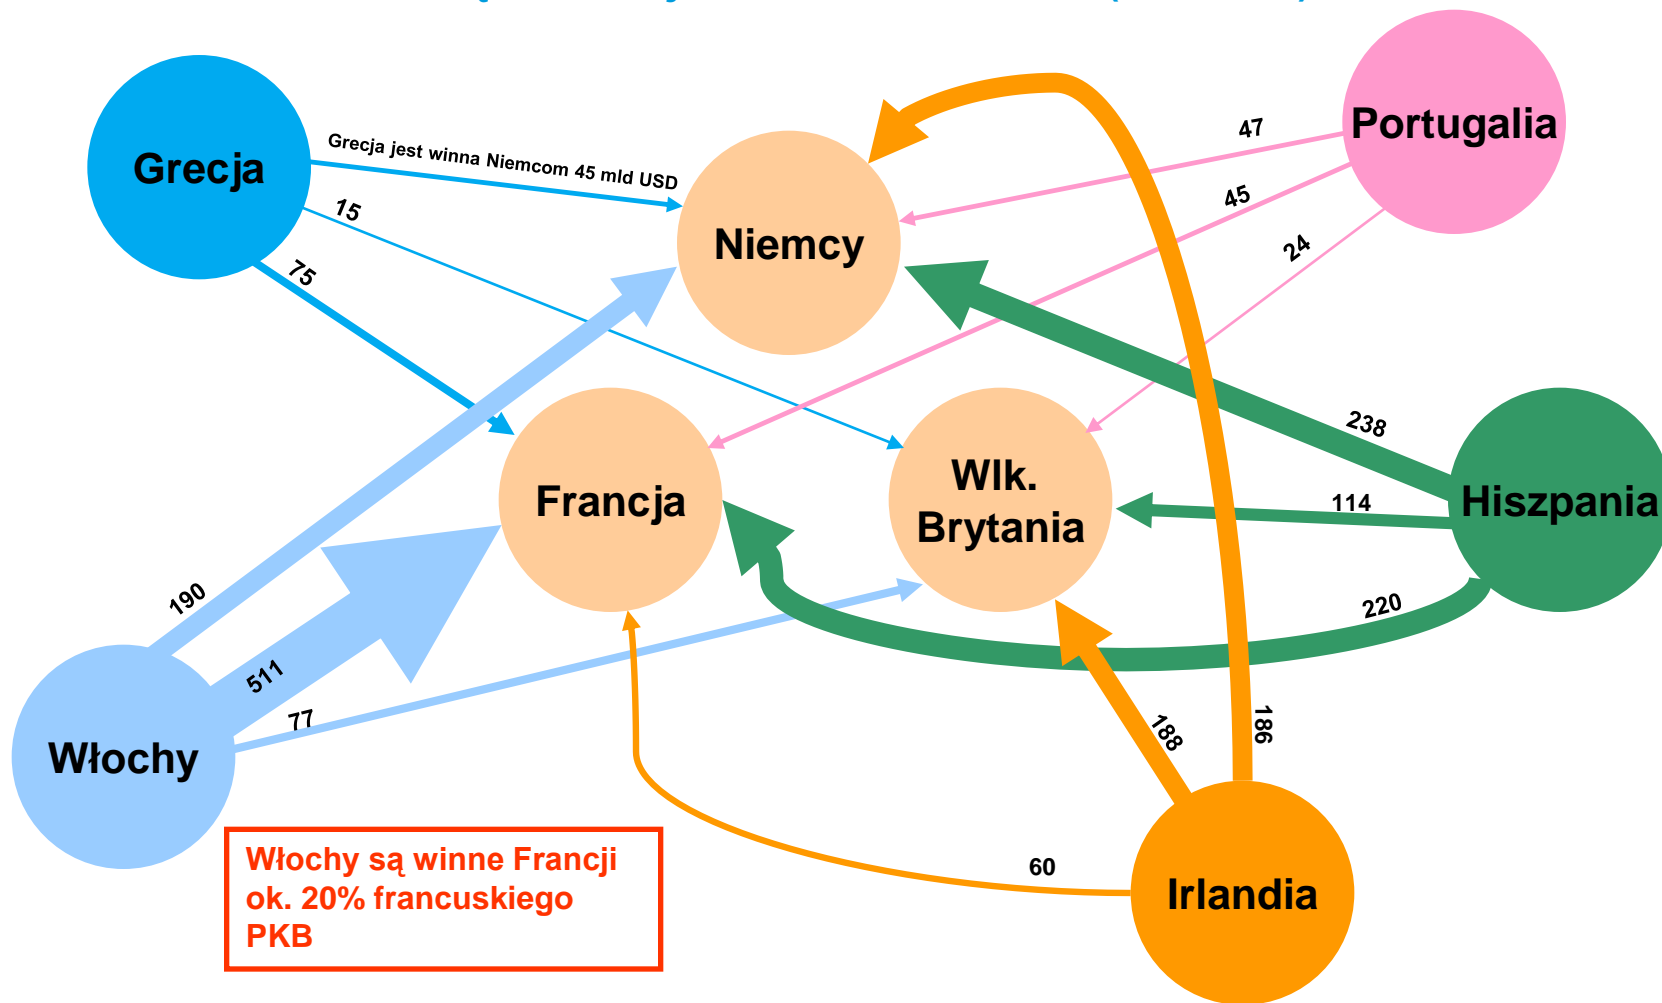 Grecja
Grecja jest winna Niemcom 45 mld USD
15
75
Niemcy
47
45
24
Portugalia
Francja
Wlk.
Brytania
238
114
220
Hiszpania
190
511
77
Włochy
188
186
60
Irlandia
Włochy są winne Francji
ok. 20% francuskiego
PKB